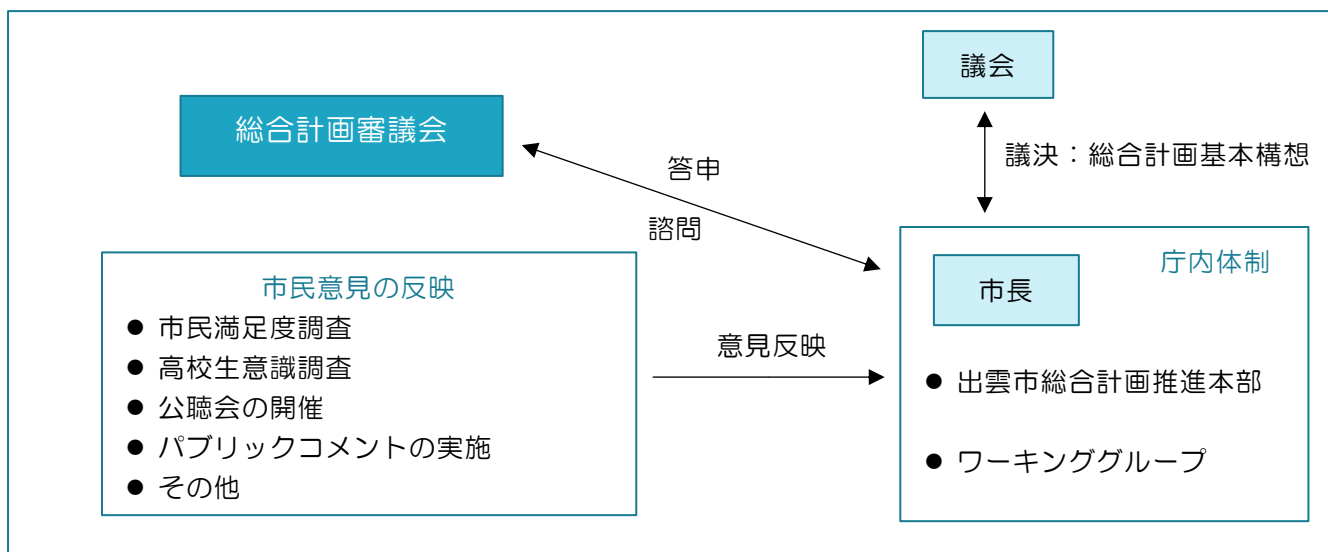 議会
総合計画審議会
議決：総合計画基本構想
答申
諮問
市民意見の反映
● 市民満足度調査
● 高校生意識調査
● 公聴会の開催
● パブリックコメントの実施
● その他
意見反映
庁内体制
市長
● 出雲市総合計画推進本部
● ワーキンググループ